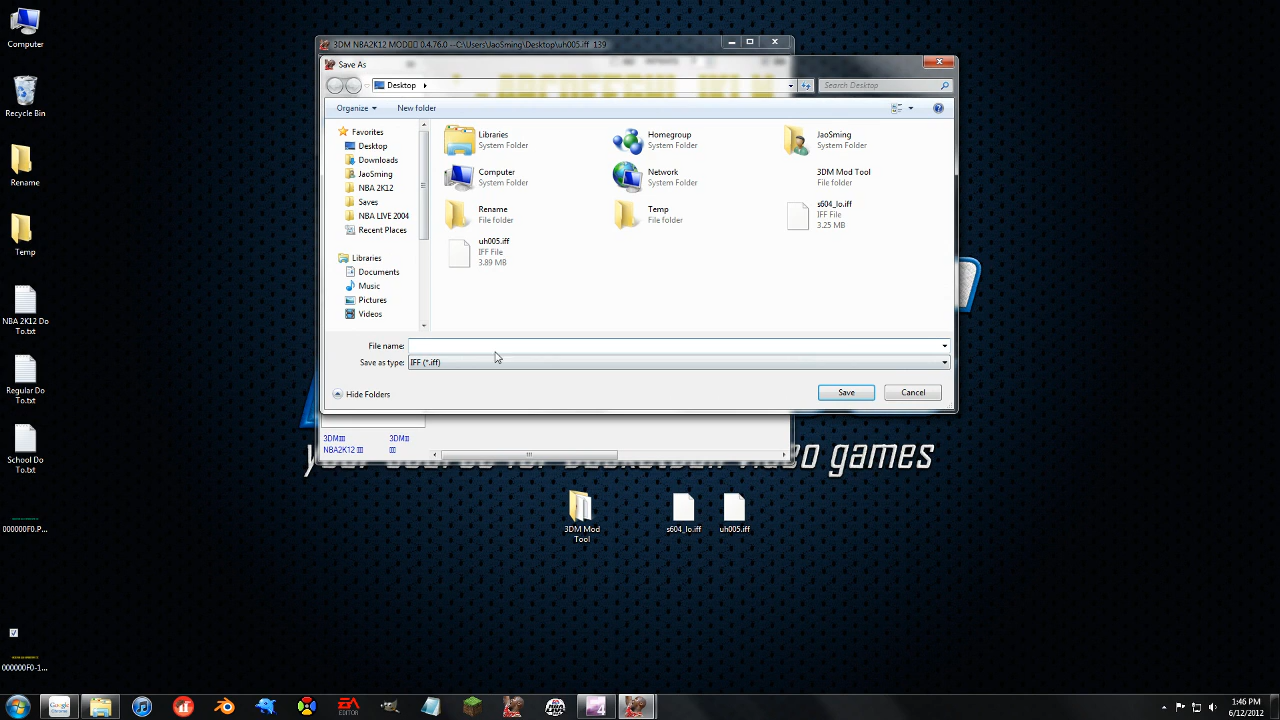 Computer
Recycle Bin
Rename
Temp
NBA 2K12 Do
To.txt
Regular Do
To.txt
School Do
To.txt
000000F0.P...
000000F0-1...
3DM NBA2K12 MOD 0.4.76.0 --C:\Users\JaoSming\Desktop\uh005.iff 139
Save As
Desktop
Search Desktop
Organize
New folder
Favorites
Desktop
Downloads
JaoSming
NBA 2K12
Saves
NBA LIVE 2004
Recent Places
Libraries
Documents
Music
Pictures
Videos
Libraries
System Folder
Homegroup
System Folder
JaoSming
System Folder
Computer
System Folder
Network
System Folder
3DM Mod Tool
File folder
Rename
File folder
Temp
File folder
s604_lo.iff
IFF File
3.25 MB
uh005.iff
IFF File
3.89 MB
File name:
Save as type: IFF (*.iff)
Hide Folders
Save
Cancel
3DM
3DM
NBA2K12
video games
3DM Mod
Tool
s604_lo.iff
uh005.iff
Google
chrome
EA
EDITOR
1:46 PM
6/12/2012